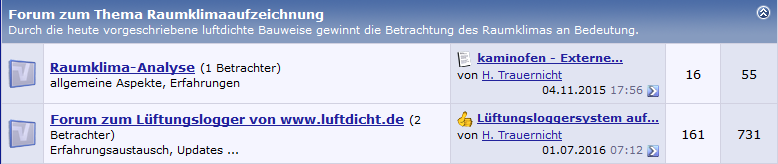 Forum zum Thema Raumklimaaufzeichnung
Durch die heute vorgeschriebene luftdichte Bauweise gewinnt die Betrachtung des Raumklimas an Bedeutung.
Raumklima-Analyse (1 Betrachter)
allgemeine Aspekte, Erfahrungen
kaminofen - Externe...
von H. Trauernicht
04.11.2015 17:56
16
55
Forum zum Lüftungslogger von www.luftdicht.de (2
Betrachter)
Erfahrungsaustausch, Updates ...
Lüftungsloggersystem auf...
von H. Trauernicht
01.07.2016 07:12
161
731